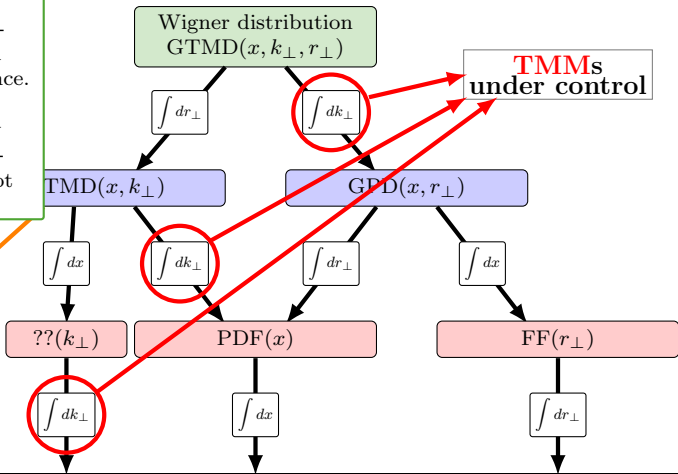 Wigner distribution
GTMD(x, k⊥, r⊥)
nce.
ot
TMMs
under control
∫ dr⊥
∫ dk⊥
TMD(x, k⊥)
GPD(x, r⊥)
∫ dx
∫ dk⊥
∫ dr⊥
∫ dx
??(k⊥)
PDF(x)
FF(r⊥)
∫ dk⊥
∫ dx
∫ dr⊥